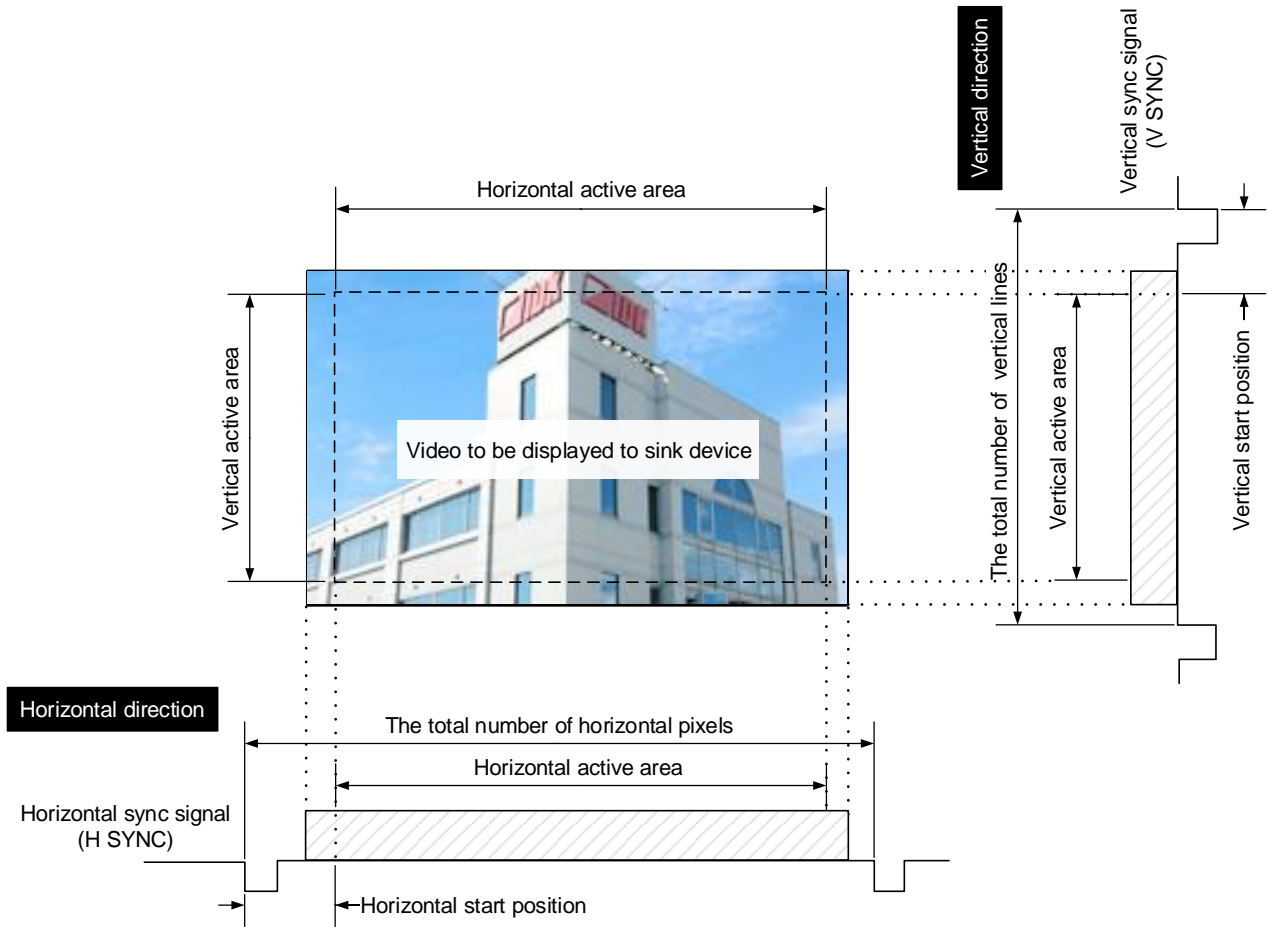 Vertical direction
Vertical sync signal
(V SYNC)
Horizontal active area
Vertical active area
Video to be displayed to sink device
The total number of vertical lines
Vertical active area
Vertical start position
Horizontal direction
The total number of horizontal pixels
Horizontal active area
Horizontal sync signal
(H SYNC)
Horizontal start position